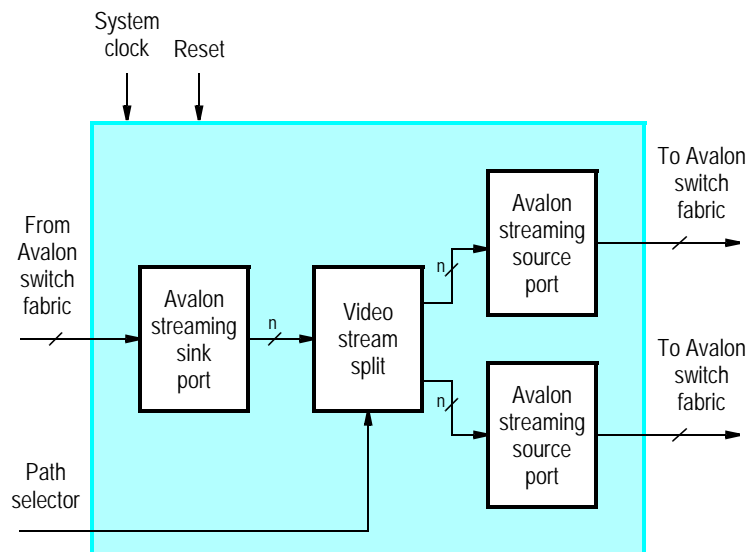 System
clock
Reset
To Avalon
switch
fabric
From
Avalon
switch
fabric
Avalon
streaming
source
port
n
Avalon
streaming
sink
port
n
Video
stream
split
To Avalon
switch
fabric
n
Avalon
streaming
source
port
Path
selector